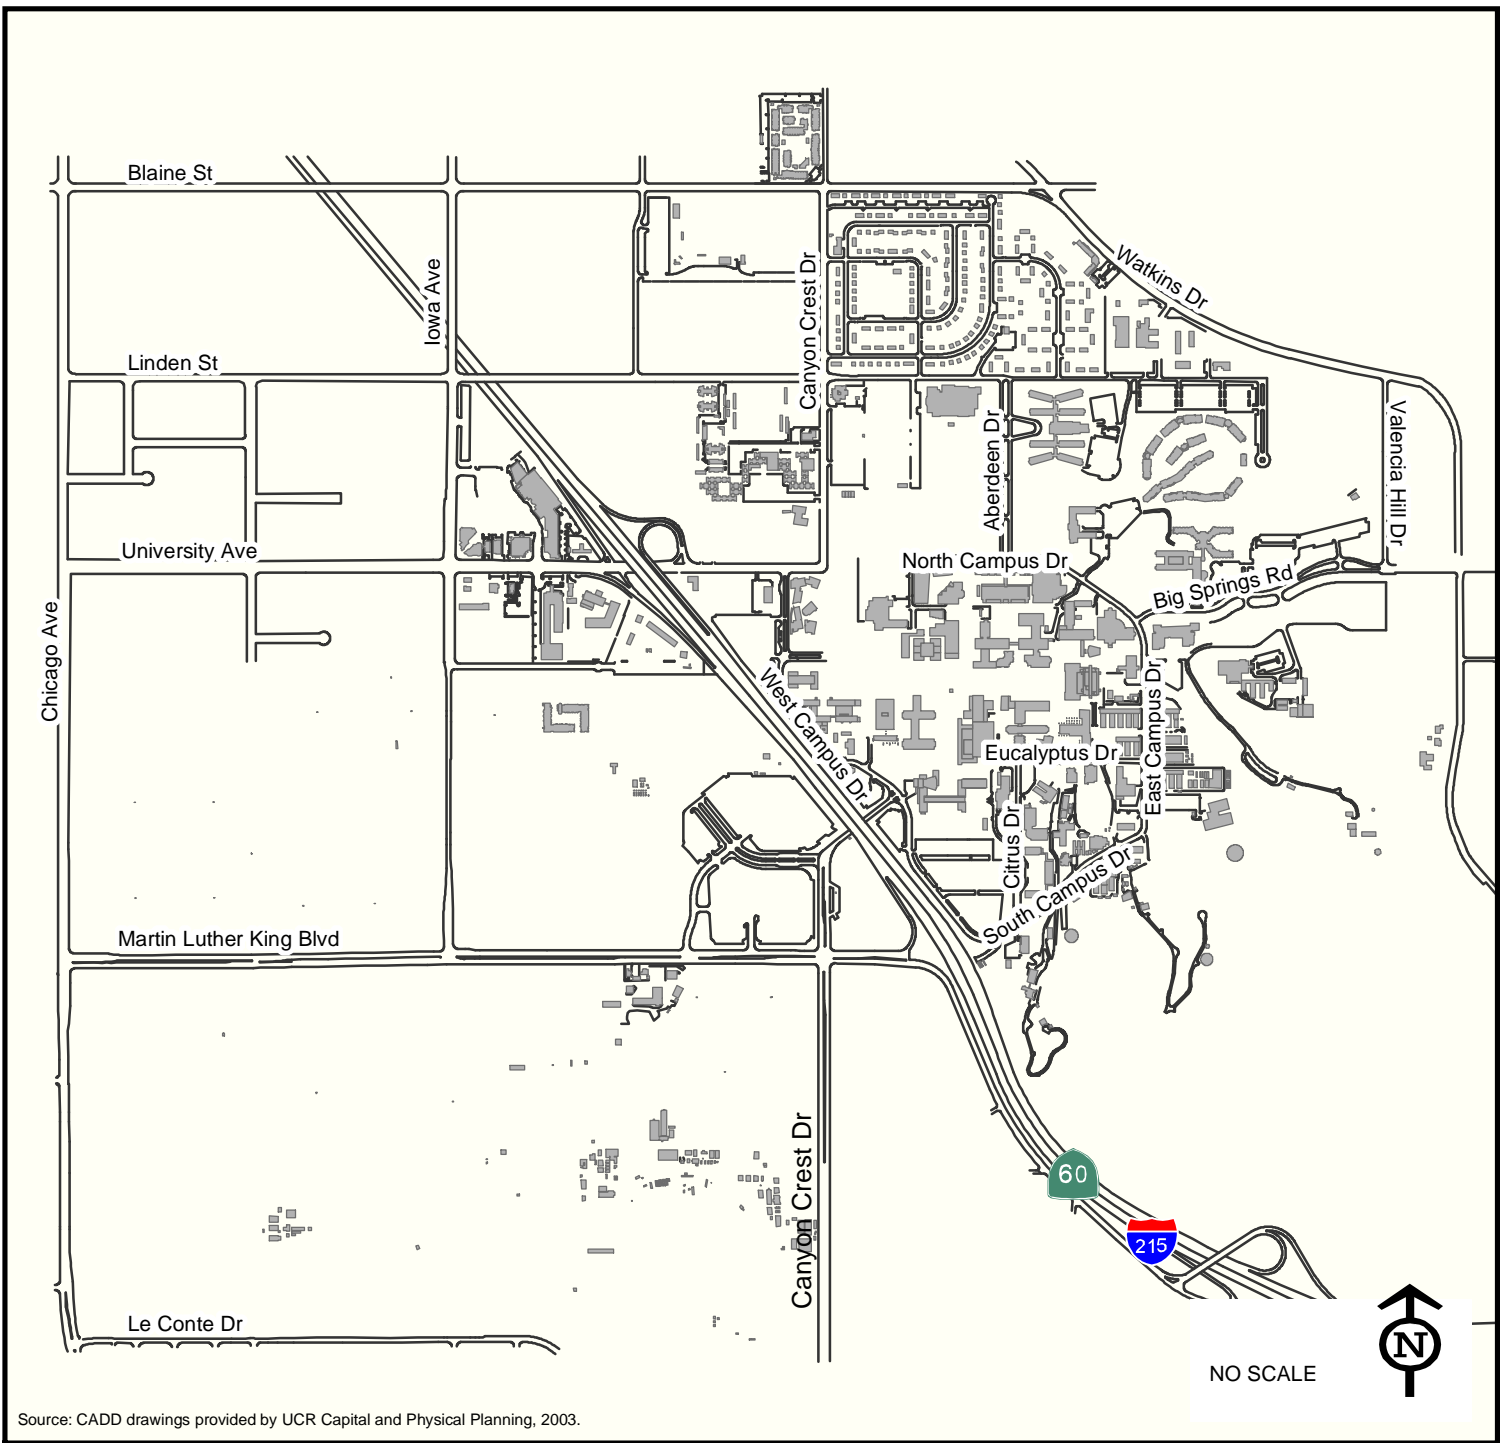 Blaine St
Watkins Dr
Iowa Ave
Canyon Crest Dr
Linden St
Valencia Hill Dr
Aberdeen Dr
University Ave
North Campus Dr
Big Springs Rd
Chicago Ave
West Campus Dr
East Campus Dr
Eucalyptus Dr
Citrus Dr
South Campus Dr
Martin Luther King Blvd
Canyon Crest Dr
60
215
Le Conte Dr
N
NO SCALE
Source: CADD drawings provided by UCR Capital and Physical Planning, 2003.